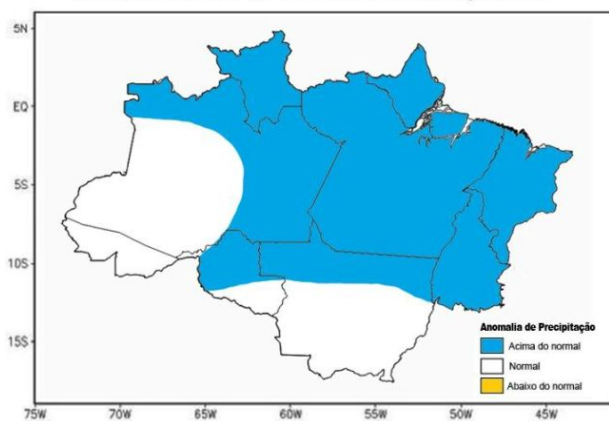 5N
EQ
5S
10S
15S
75W 70W 65W 60W 55W 50W 45W
Anomalia de Precipitação
Acima do normal
Normal
Abaixo do normal